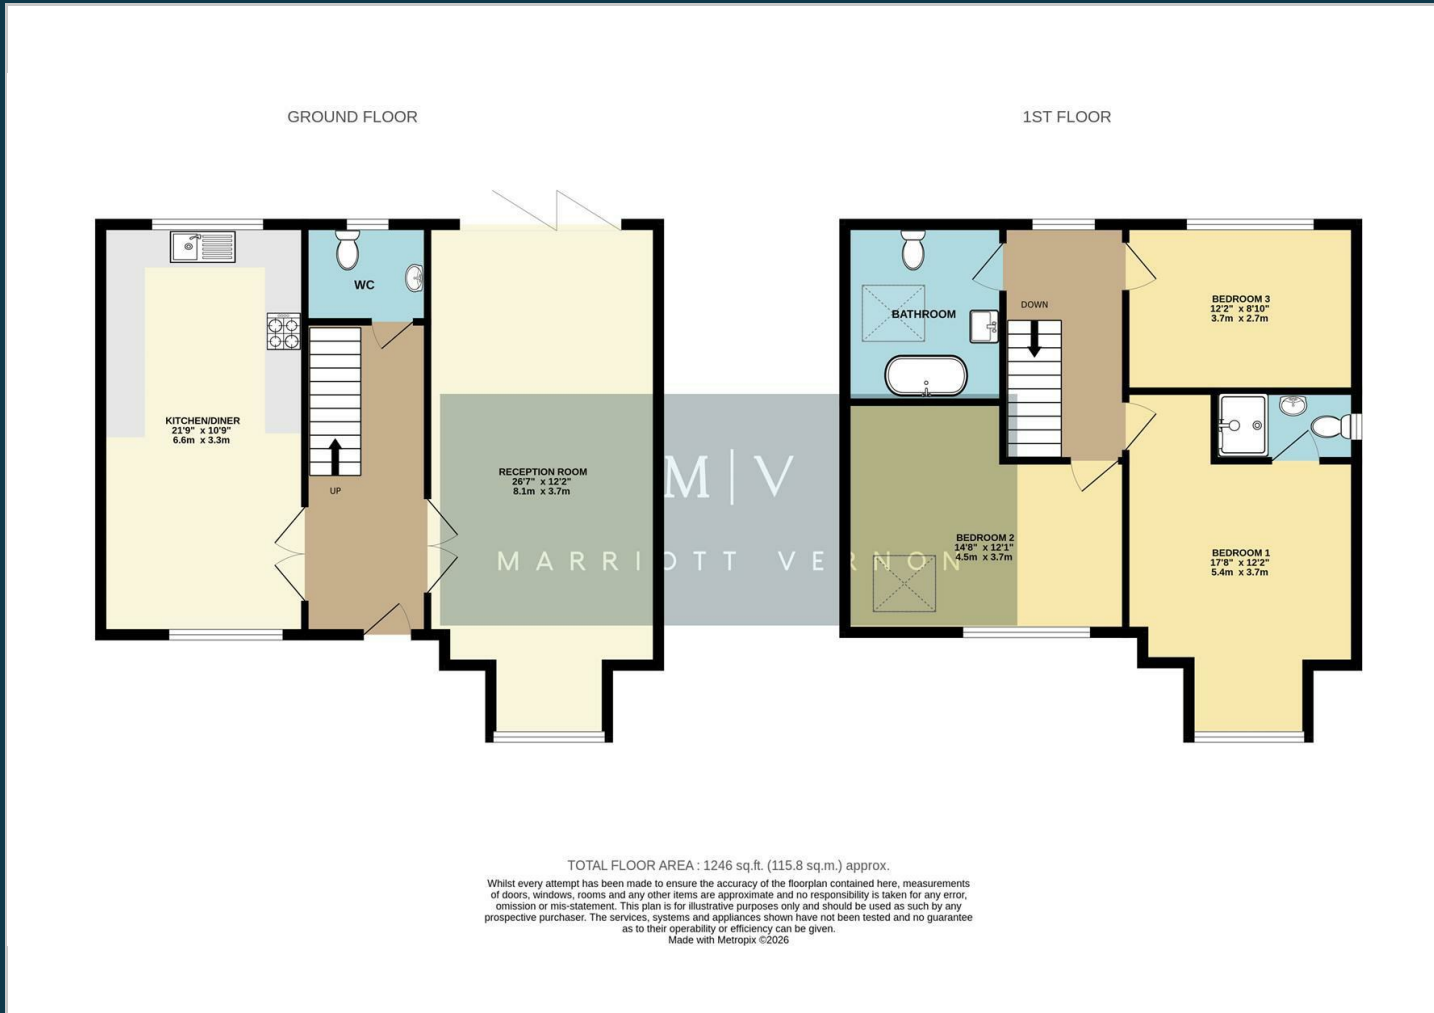 GROUND FLOOR
1ST FLOOR
WC
KITCHEN/DINER
21'9" x 10'9"
6.6m x 3.3m
UP
RECEPTION ROOM
26'7" x 12'2"
8.1m x 3.7m
BATHROOM
DOWN
BEDROOM 3
12'2" x 8'10"
3.7m x 2.7m
BEDROOM 2
14'8" x 12'1"
4.5m x 3.7m
BEDROOM 1
17'8" x 12'2"
5.4m x 3.7m
M|V
MARRIOTT VERNON
TOTAL FLOOR AREA : 1246 sq.ft. (115.8 sq.m.) approx.
Whilst every attempt has been made to ensure the accuracy of the floorplan contained here, measurements
of doors, windows, rooms and any other items are approximate and no responsibility is taken for any error,
omission or mis-statement. This plan is for illustrative purposes only and should be used as such by any
prospective purchaser. The services, systems and appliances shown have not been tested and no guarantee
as to their operability or efficiency can be given.
Made with Metropix ©2026